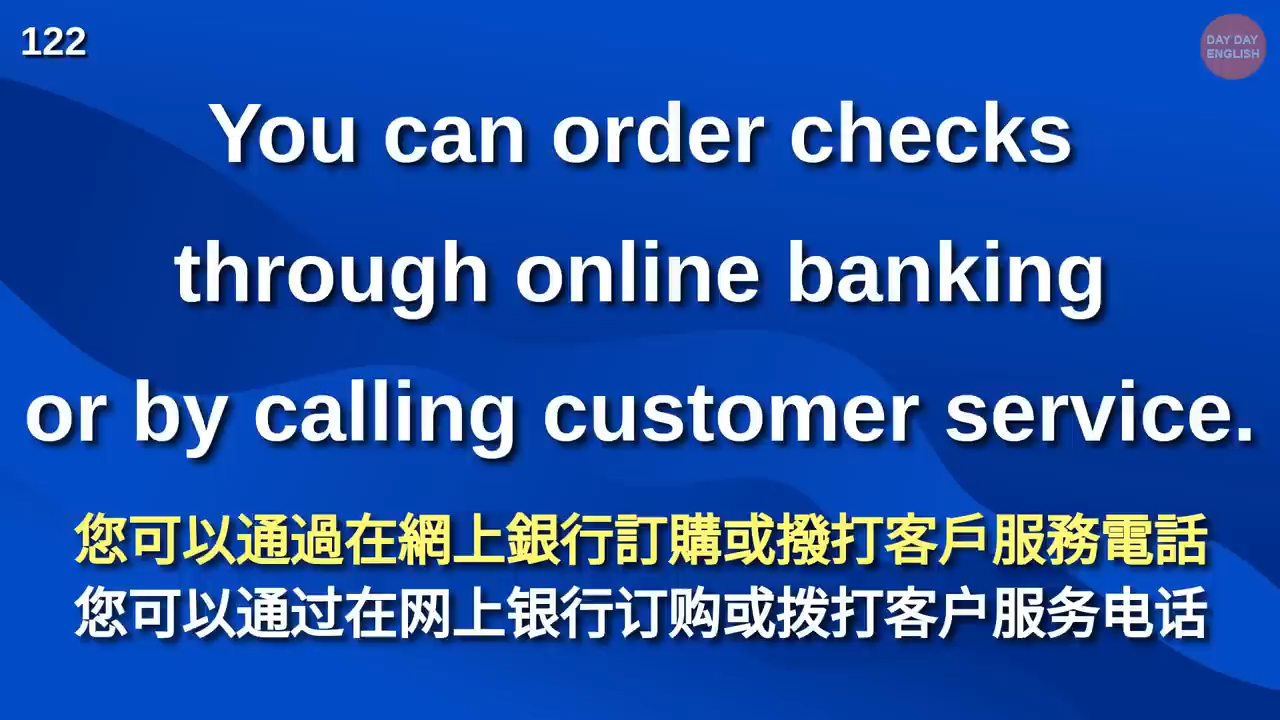 122
DAY DAY
ENGLISH
You can order checks
through online banking
or by calling customer service.
您可以通過在網上銀行訂購或撥打客戶服務電話
您可以通过在网上银行订购或拨打客户服务电话